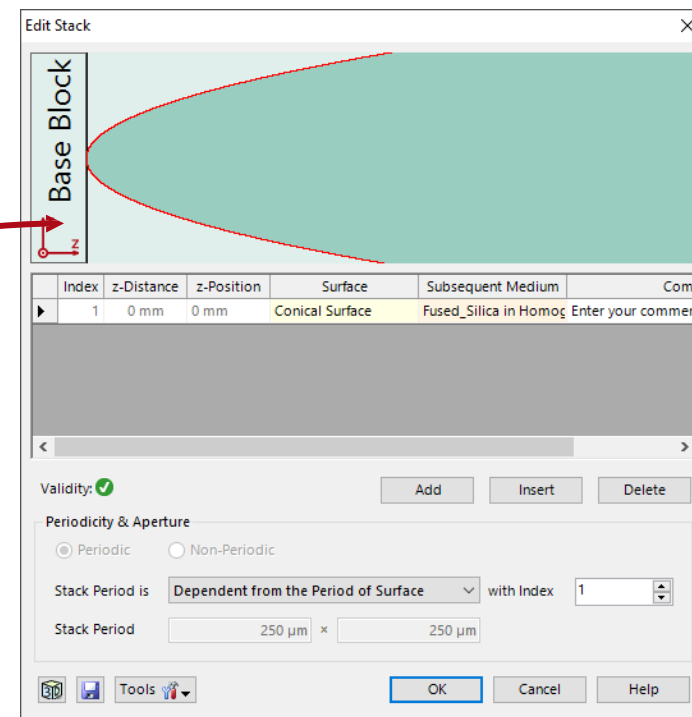 Edit Stack
Base Block
z
Index z-Distance z-Position Surface Subsequent Medium Com
1 0 mm 0 mm Conical Surface Fused_Silica in Homog Enter your commer
Validity:
Add Insert Delete
Periodicity & Aperture
Periodic Non-Periodic
Stack Period is Dependent from the Period of Surface with Index 1
Stack Period 250 µm × 250 µm
3D Tools OK Cancel Help